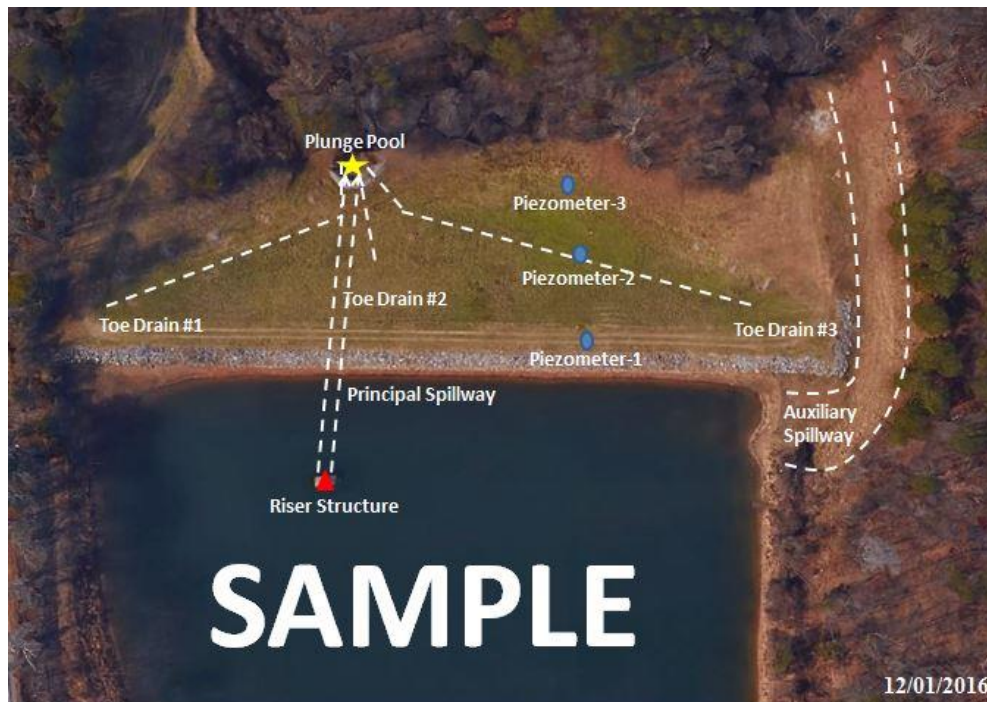 Plunge Pool
Piezometer-3
Piezometer-2
Toe Drain #2
Toe Drain #1
Toe Drain #3
Piezometer-1
Principal Spillway
Auxiliary
Spillway
Riser Structure
SAMPLE
12/01/2016